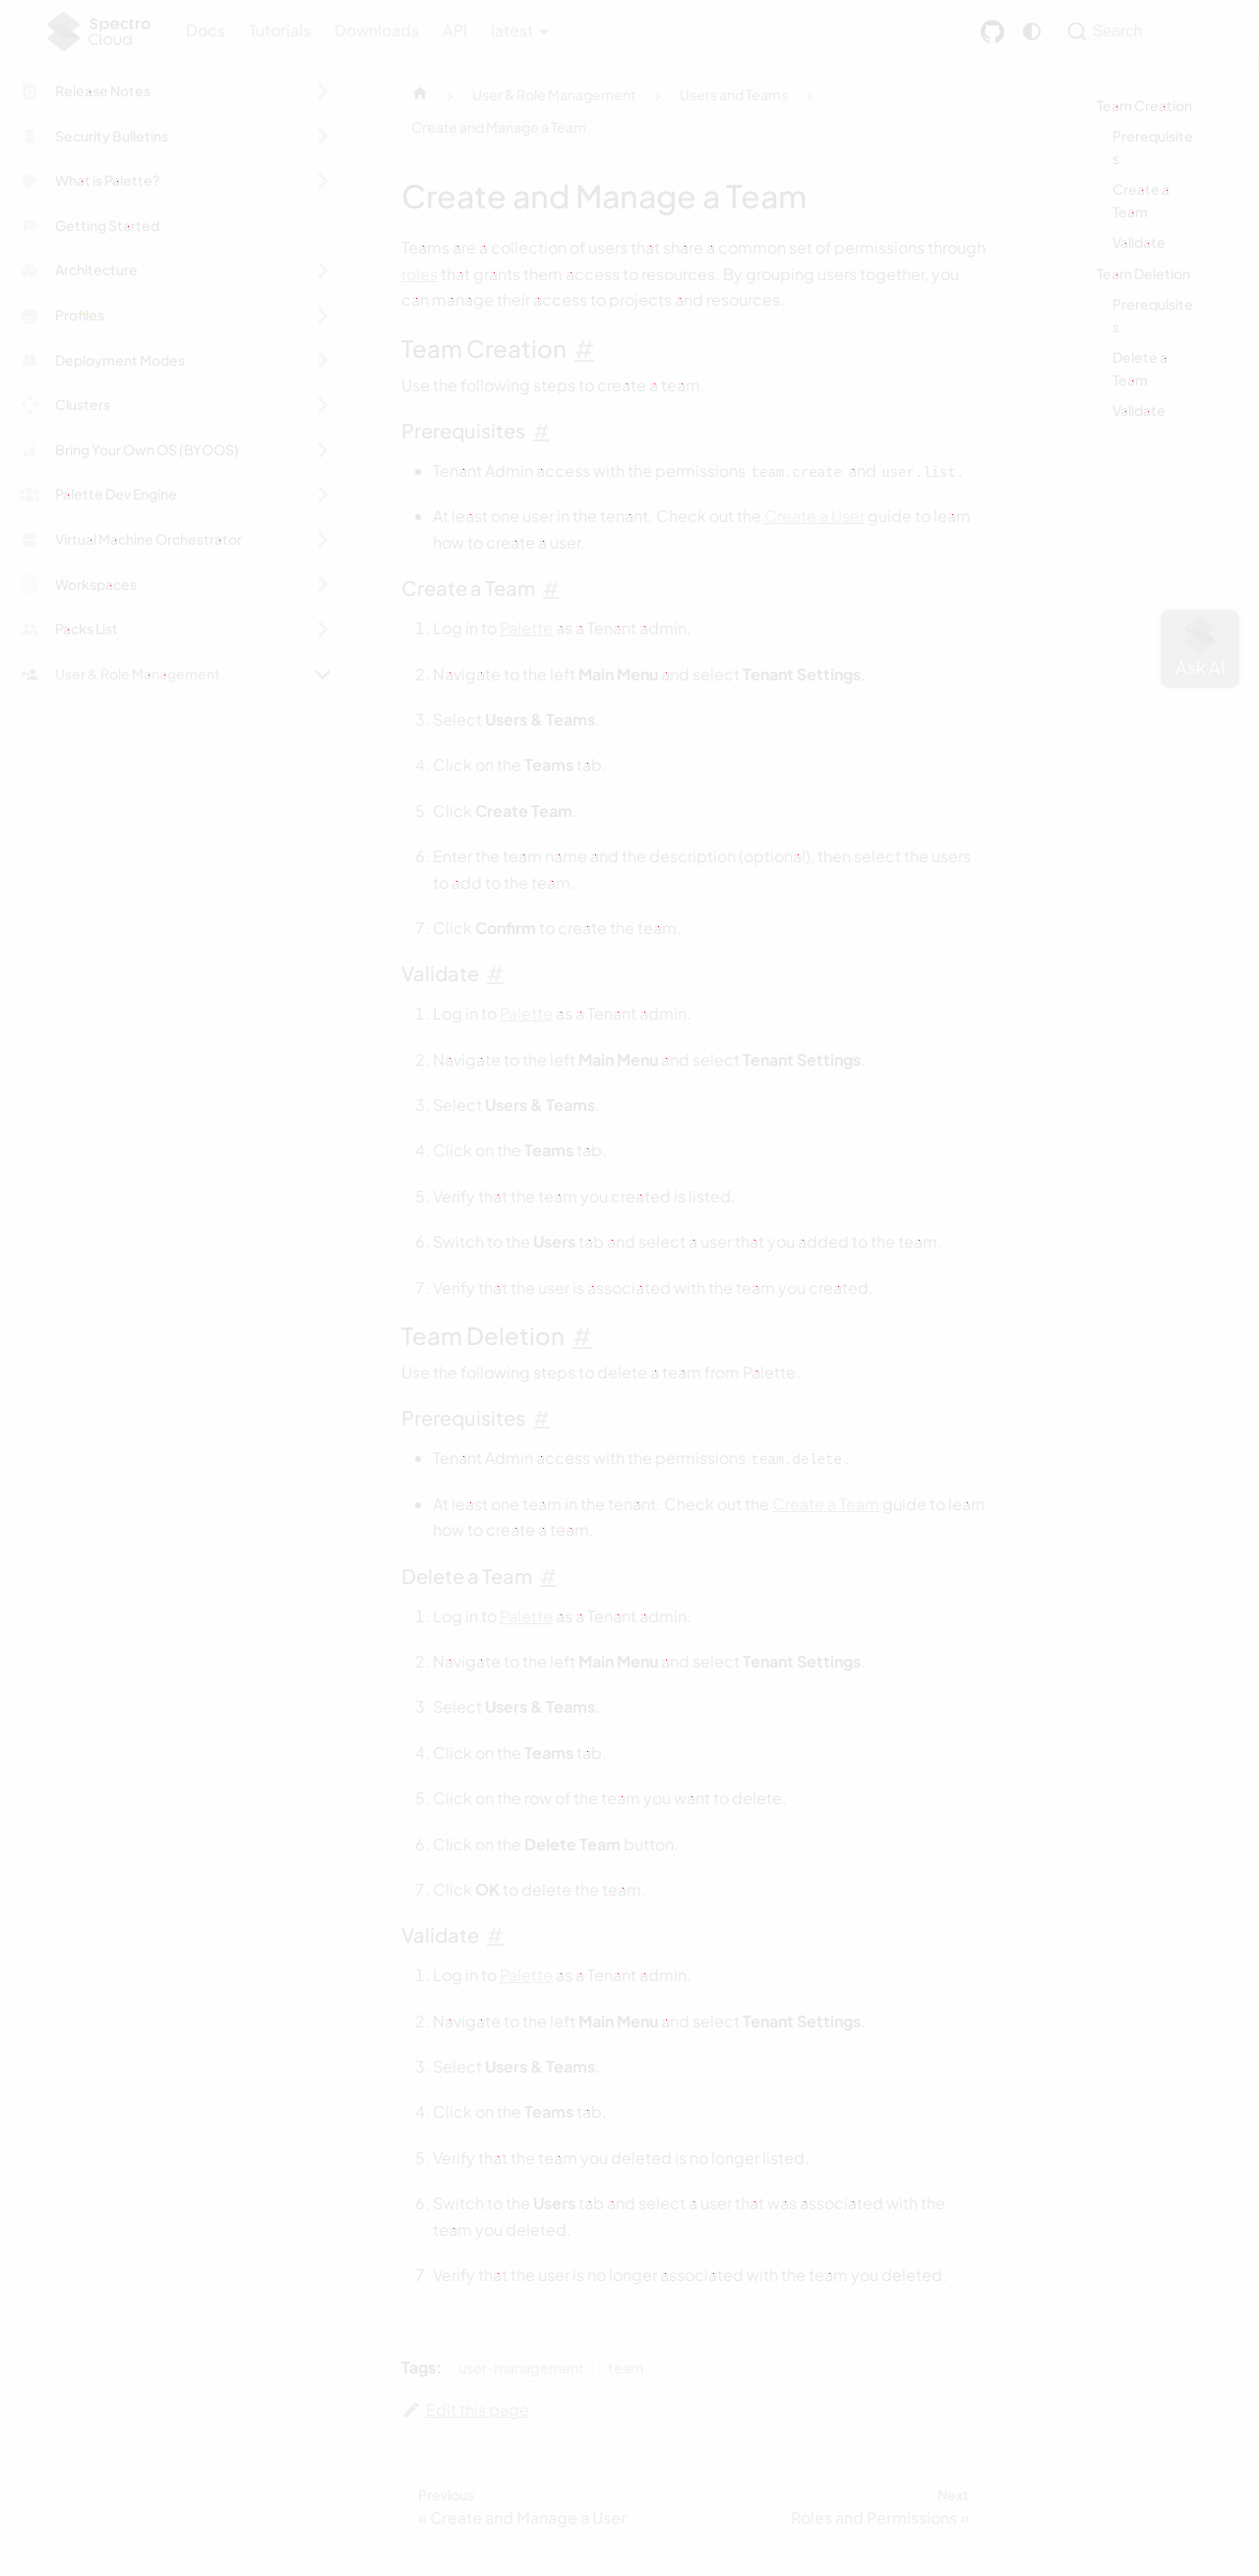 Spectro Cloud
Docs Tutorials Downloads API latest
Search
Release Notes
Security Bulletins
What is Palette?
Getting Started
Architecture
Profiles
Deployment Modes
Clusters
Bring Your Own OS (BYOOS)
Palette Dev Engine
Virtual Machine Orchestrator
Workspaces
Packs List
User & Role Management
User & Role Management > Users and Teams >
Create and Manage a Team
Create and Manage a Team
Teams are a collection of users that share a common set of permissions through
roles that grants them access to resources. By grouping users together, you
can manage their access to projects and resources.
Team Creation #
Use the following steps to create a team.
Prerequisites #
• Tenant Admin access with the permissions team.create and user.list.
• At least one user in the tenant. Check out the Create a User guide to learn
how to create a user.
Create a Team #
1. Log in to Palette as a Tenant admin.
2. Navigate to the left Main Menu and select Tenant Settings.
3. Select Users & Teams.
4. Click on the Teams tab.
5. Click Create Team.
6. Enter the team name and the description (optional), then select the users
to add to the team.
7. Click Confirm to create the team.
Validate #
1. Log in to Palette as a Tenant admin.
2. Navigate to the left Main Menu and select Tenant Settings.
3. Select Users & Teams.
4. Click on the Teams tab.
5. Verify that the team you created is listed.
6. Switch to the Users tab and select a user that you added to the team.
7. Verify that the user is associated with the team you created.
Team Deletion #
Use the following steps to delete a team from Palette.
Prerequisites #
• Tenant Admin access with the permissions team.delete.
• At least one team in the tenant. Check out the Create a Team guide to learn
how to create a team.
Delete a Team #
1. Log in to Palette as a Tenant admin.
2. Navigate to the left Main Menu and select Tenant Settings.
3. Select Users & Teams.
4. Click on the Teams tab.
5. Click on the row of the team you want to delete.
6. Click on the Delete Team button.
7. Click OK to delete the team.
Validate #
1. Log in to Palette as a Tenant admin.
2. Navigate to the left Main Menu and select Tenant Settings.
3. Select Users & Teams.
4. Click on the Teams tab.
5. Verify that the team you deleted is no longer listed.
6. Switch to the Users tab and select a user that was associated with the
team you deleted.
7. Verify that the user is no longer associated with the team you deleted.
Tags: user-management team
Edit this page
Previous
« Create and Manage a User
Next
Roles and Permissions »
Team Creation
Prerequisite
s
Create a
Team
Validate
Team Deletion
Prerequisite
s
Delete a
Team
Validate
Ask AI